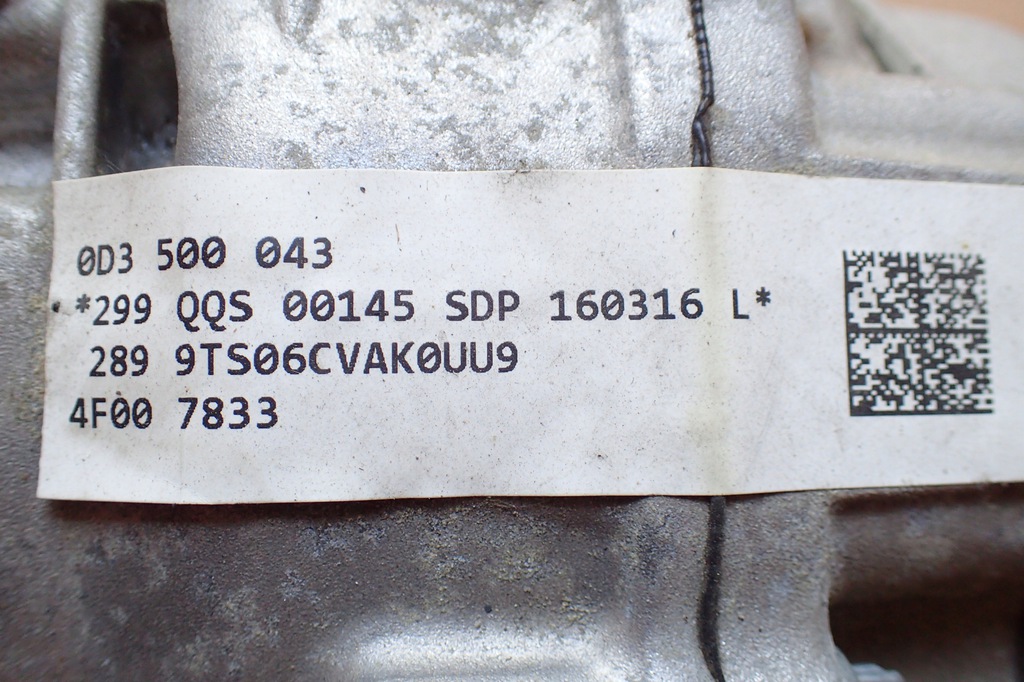 0D3 500 043
*299 QQS 00145 SDP 160316 L*
289 9TS06CVAK0UU9
4F00 7833